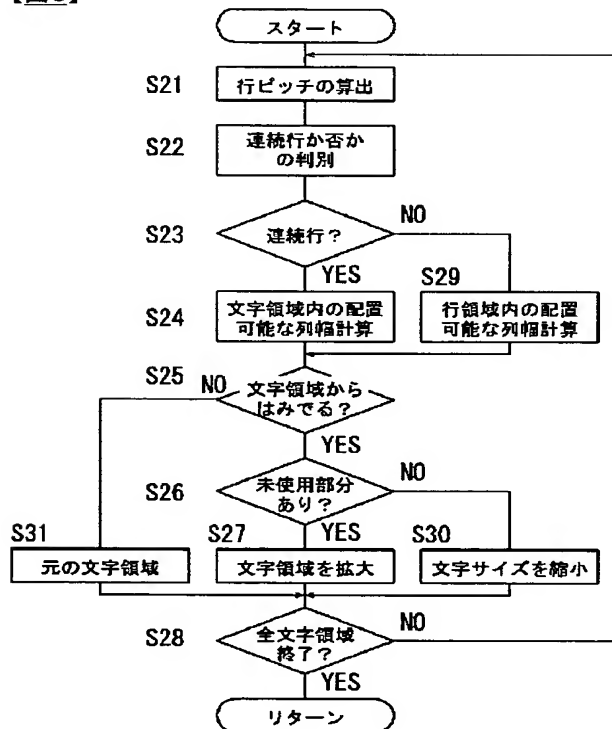 スタート
S21
行ピッチの算出
S22
連続行か否か
の判別
S23
連続行?
NO
YES
S29
S24
文字領域内の配置
可能な列幅計算
行領域内の配置
可能な列幅計算
S25
NO
文字領域から
はみでる?
YES
S26
未使用部分
あり?
NO
YES
S31
S27
S30
元の文字領域
文字領域を拡大
文字サイズを縮小
S28
全文字領域
終了?
NO
YES
リターン